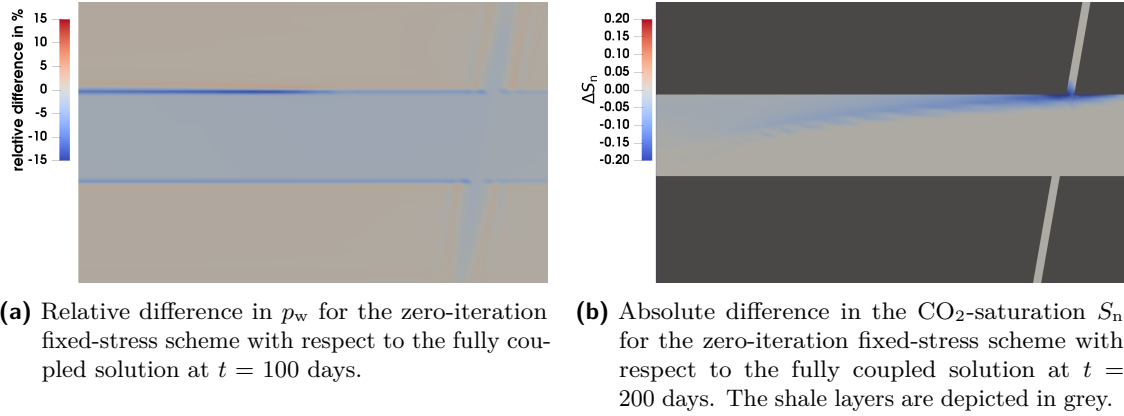 relative difference in %
15
10
5
0
-5
-10
-15
ΔSₙ
0.20
0.15
0.10
0.05
0.00
-0.05
-0.10
-0.15
-0.20
(a) Relative difference in p_w for the zero-iteration
fixed-stress scheme with respect to the fully cou-
pled solution at t = 100 days.
(b) Absolute difference in the CO₂-saturation Sₙ
for the zero-iteration fixed-stress scheme with
respect to the fully coupled solution at t =
200 days. The shale layers are depicted in grey.